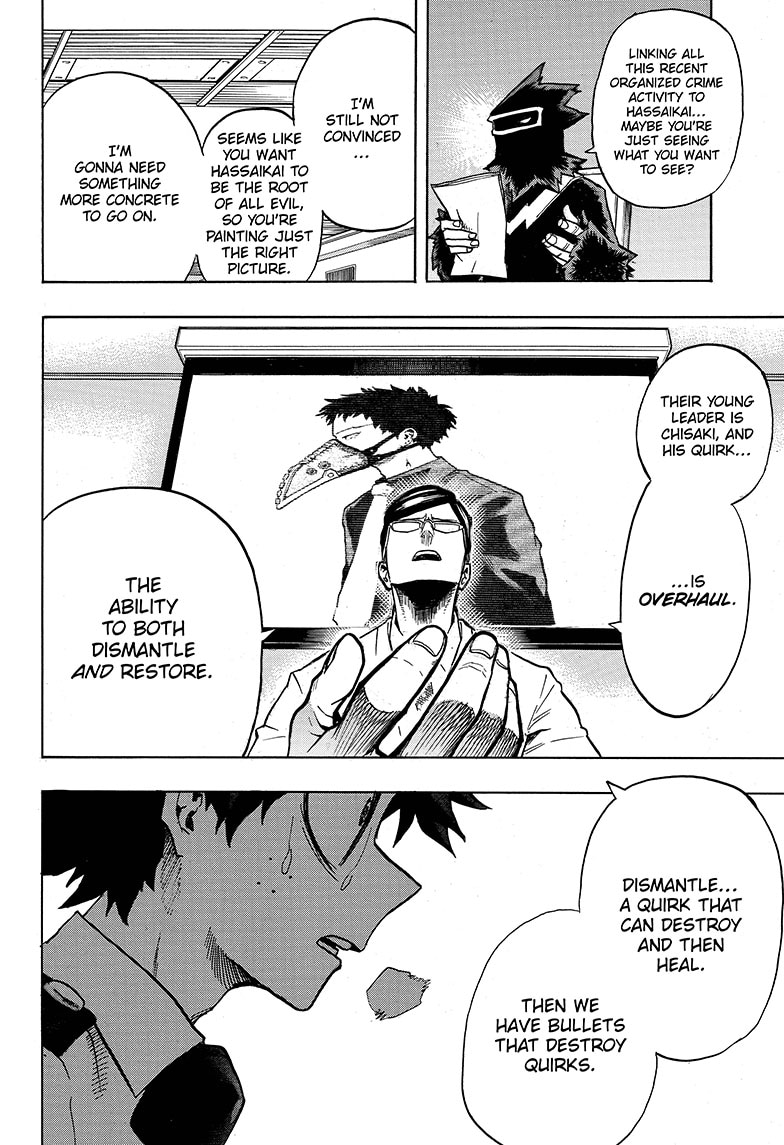 LINKING ALL
THIS RECENT
ORGANIZED CRIME
ACTIVITY TO
HASSAIKAI...
MAYBE YOU'RE
JUST SEEING
WHAT YOU WANT
TO SEE?
I'M
STILL NOT
CONVINCED
...
SEEMS LIKE
YOU WANT
HASSAIKAI TO
BE THE ROOT
OF ALL EVIL,
SO YOU'RE
PAINTING JUST
THE RIGHT
PICTURE.
I'M
GONNA NEED
SOMETHING
MORE CONCRETE
TO GO ON.
THEIR YOUNG
LEADER IS
CHISAKI, AND
HIS QUIRK...
...IS
OVERHAUL.
THE
ABILITY
TO BOTH
DISMANTLE
AND RESTORE.
DISMANTLE...
A QUIRK THAT
CAN DESTROY
AND THEN
HEAL.
THEN WE
HAVE BULLETS
THAT DESTROY
QUIRKS.